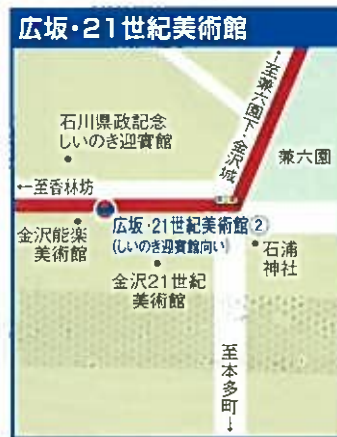 広坂・21世紀美術館
←至兼六園下・金沢城
石川県政記念
しいのき迎賓館
兼六園
←至香林坊
広坂・21世紀美術館②
(しいのき迎賓館向い)
金沢能楽
美術館
石浦
神社
金沢21世紀
美術館
至本多町→